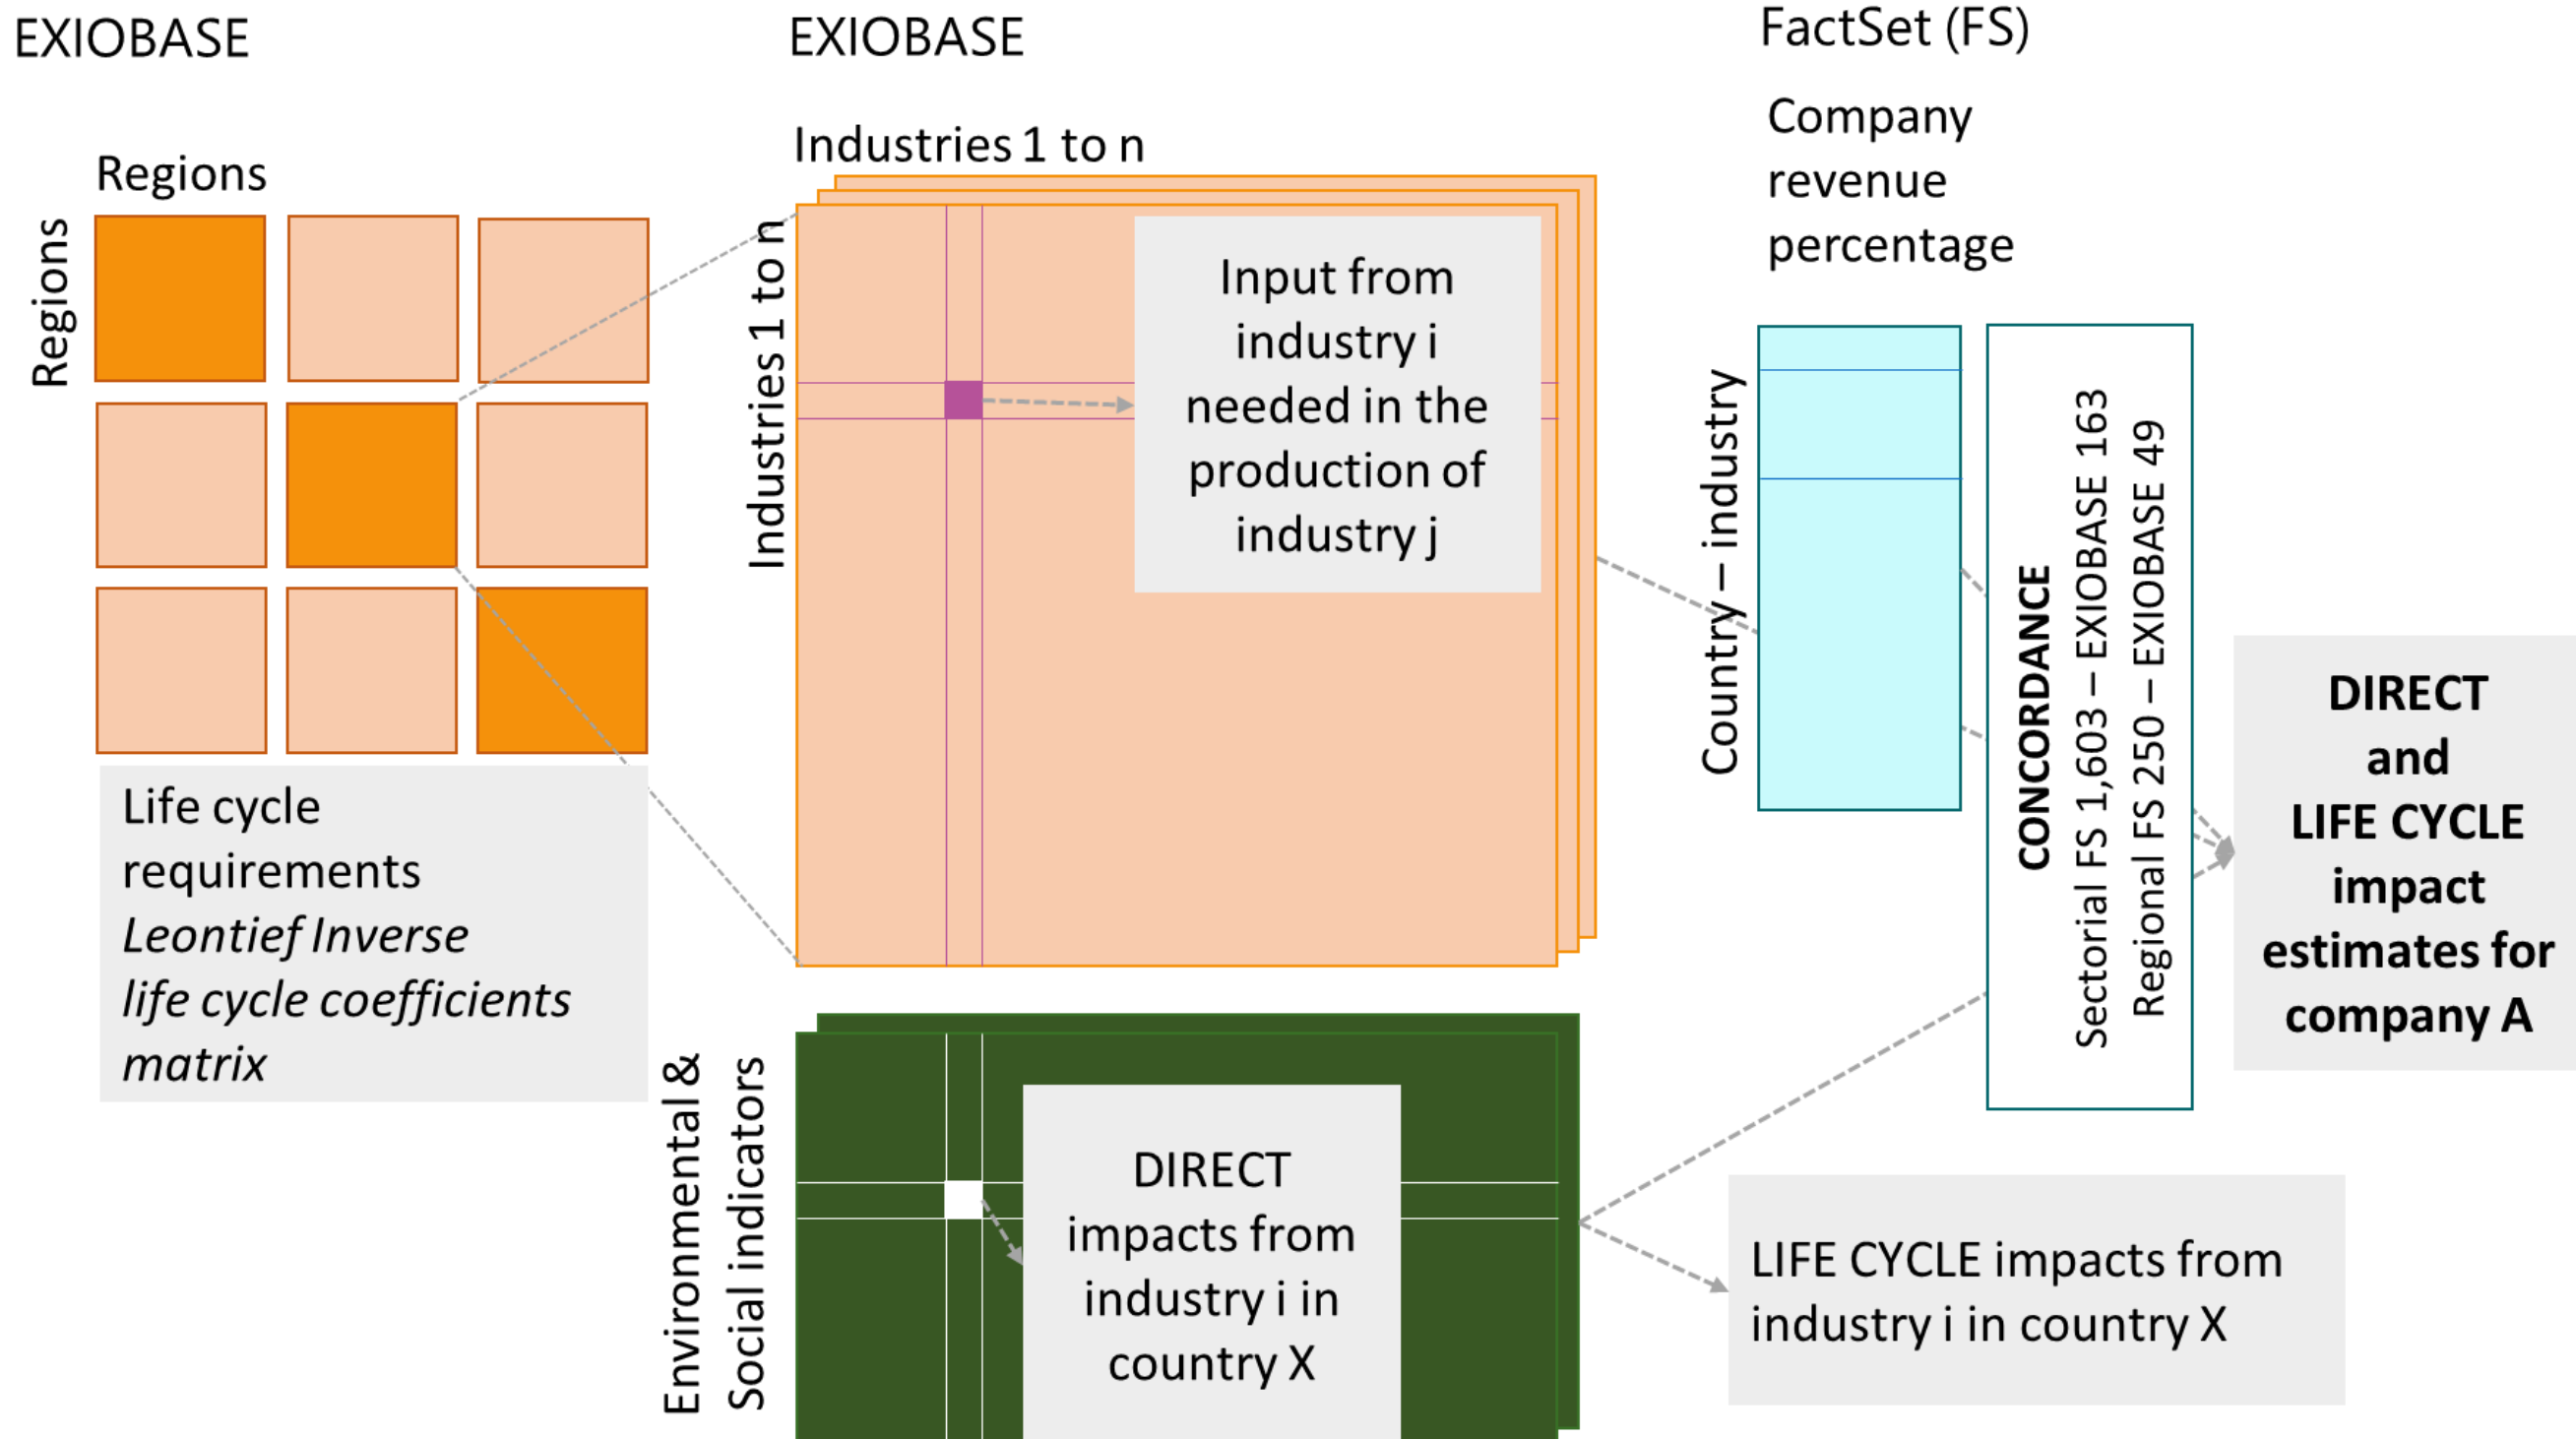 EXIOBASE
Regions
Regions
Life cycle
requirements
Leontief Inverse
life cycle coefficients
matrix
EXIOBASE
Industries 1 to n
Industries 1 to n
Input from
industry i
needed in the
production of
industry j
Environmental &
Social indicators
DIRECT
impacts from
industry i in
country X
FactSet (FS)
Company
revenue
percentage
Country – industry
CONCORDANCE
Sectorial FS 1,603 – EXIOBASE 163
Regional FS 250 – EXIOBASE 49
DIRECT
and
LIFE CYCLE
impact
estimates for
company A
LIFE CYCLE impacts from
industry i in country X